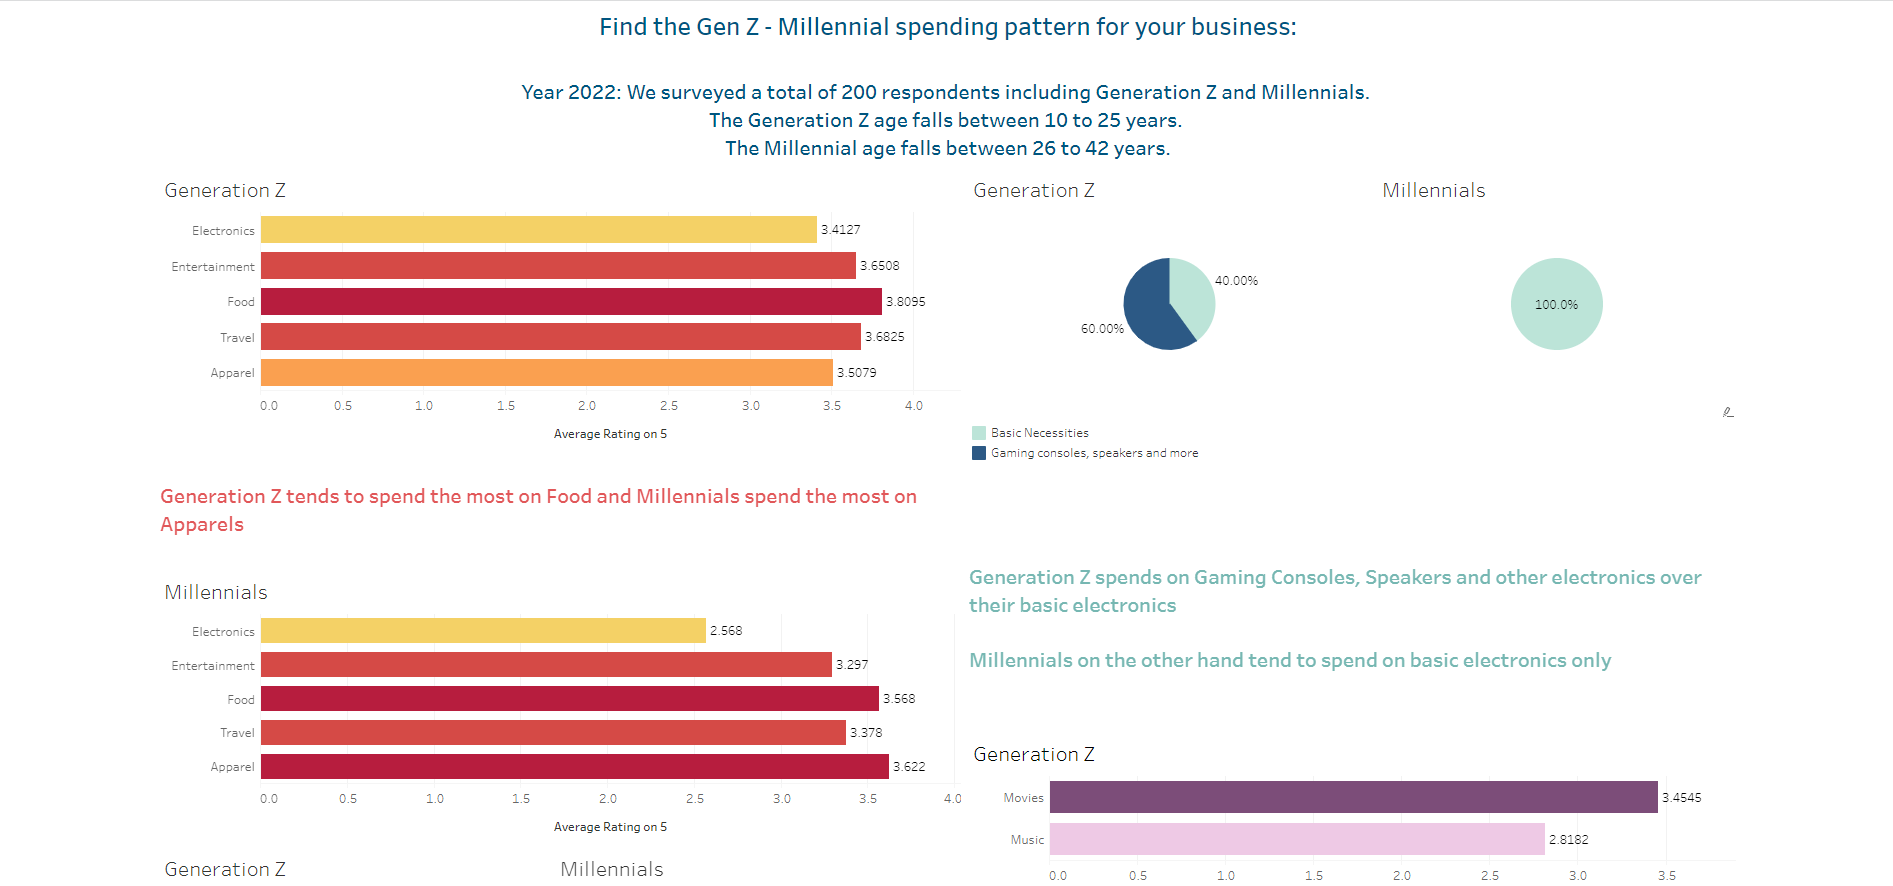 Find the Gen Z - Millennial spending pattern for your business:
Year 2022: We surveyed a total of 200 respondents including Generation Z and Millennials.
The Generation Z age falls between 10 to 25 years.
The Millennial age falls between 26 to 42 years.
Generation Z
Electronics 3.4127
Entertainment 3.6508
Food 3.8095
Travel 3.6825
Apparel 3.5079
0.0 0.5 1.0 1.5 2.0 2.5 3.0 3.5 4.0
Average Rating on 5
Generation Z tends to spend the most on Food and Millennials spend the most on
Apparels
Millennials
Electronics 2.568
Entertainment 3.297
Food 3.568
Travel 3.378
Apparel 3.622
0.0 0.5 1.0 1.5 2.0 2.5 3.0 3.5 4.0
Average Rating on 5
Generation Z
Millennials
Generation Z
40.00%
60.00%
Millennials
100.0%
Basic Necessities
Gaming consoles, speakers and more
Generation Z spends on Gaming Consoles, Speakers and other electronics over
their basic electronics
Millennials on the other hand tend to spend on basic electronics only
Generation Z
Movies 3.4545
Music 2.8182
0.0 0.5 1.0 1.5 2.0 2.5 3.0 3.5